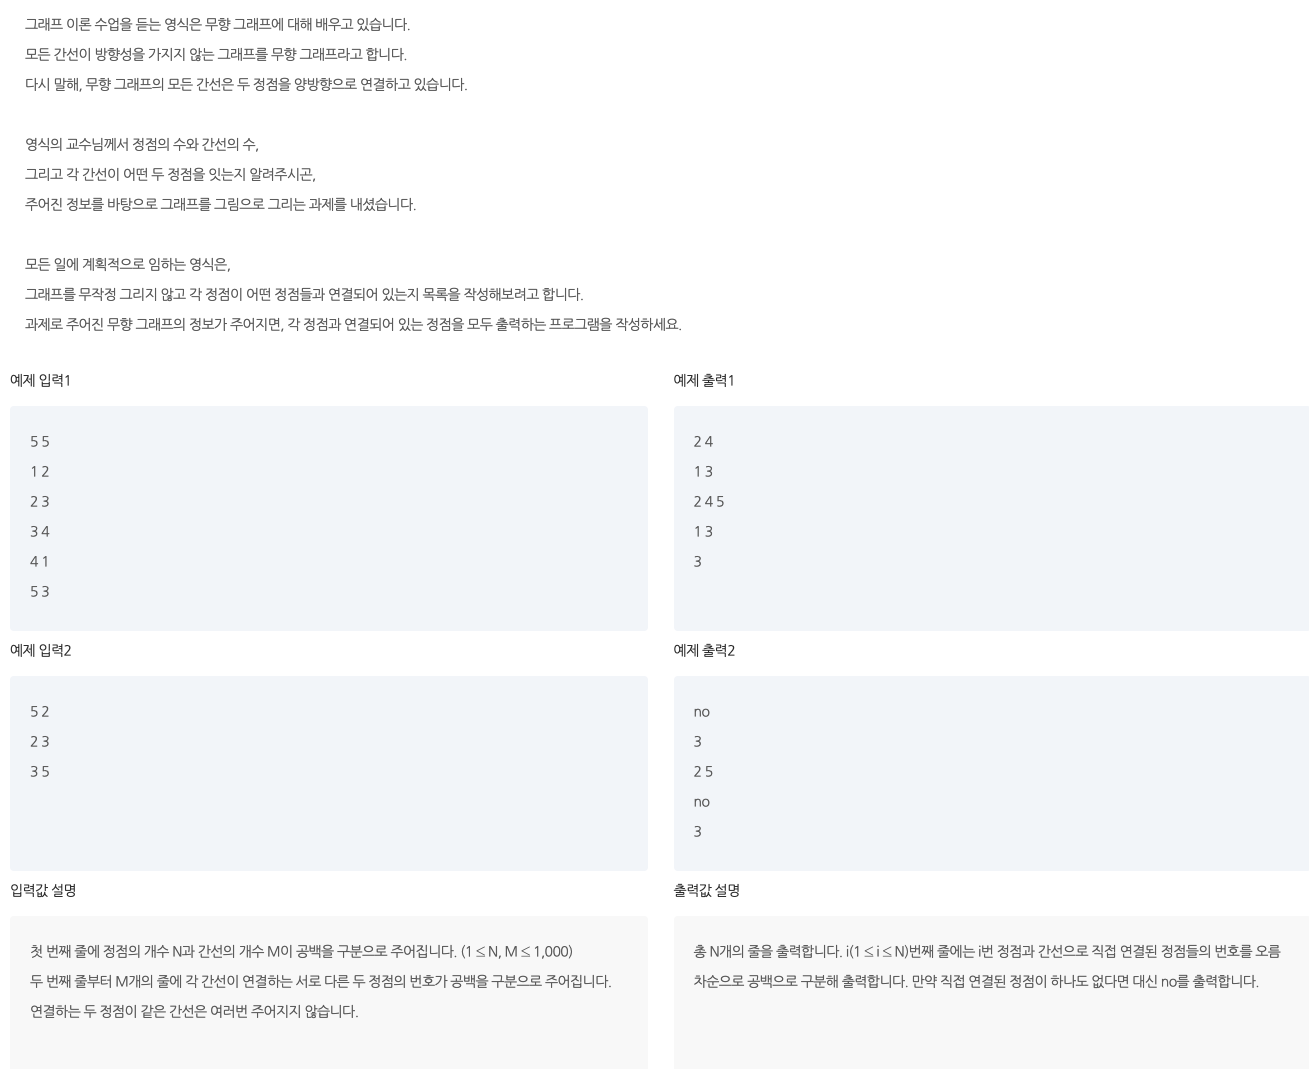 그래프 이론 수업을 듣는 영식은 무향 그래프에 대해 배우고 있습니다.
모든 간선이 방향성을 가지지 않는 그래프를 무향 그래프라고 합니다.
다시 말해, 무향 그래프의 모든 간선은 두 정점을 양방향으로 연결하고 있습니다.
영식의 교수님께서 정점의 수와 간선의 수,
그리고 각 간선이 어떤 두 정점을 잇는지 알려주시곤,
주어진 정보를 바탕으로 그래프를 그림으로 그리는 과제를 내셨습니다.
모든 일에 계획적으로 임하는 영식은,
그래프를 무작정 그리지 않고 각 정점이 어떤 정점들과 연결되어 있는지 목록을 작성해보려고 합니다.
과제로 주어진 무향 그래프의 정보가 주어지면, 각 정점과 연결되어 있는 정점을 모두 출력하는 프로그램을 작성하세요.
예제 입력1
5 5
1 2
2 3
3 4
4 1
5 3
예제 출력1
2 4
1 3
2 4 5
1 3
3
예제 입력2
5 2
2 3
3 5
예제 출력2
no
3
2 5
no
3
입력값 설명
첫 번째 줄에 정점의 개수 N과 간선의 개수 M이 공백을 구분으로 주어집니다. (1 ≤ N, M ≤ 1,000)
두 번째 줄부터 M개의 줄에 각 간선이 연결하는 서로 다른 두 정점의 번호가 공백을 구분으로 주어집니다.
연결하는 두 정점이 같은 간선은 여러번 주어지지 않습니다.
출력값 설명
총 N개의 줄을 출력합니다. i(1 ≤ i ≤ N)번째 줄에는 i번 정점과 간선으로 직접 연결된 정점들의 번호를 오름
차순으로 공백으로 구분해 출력합니다. 만약 직접 연결된 정점이 하나도 없다면 대신 no를 출력합니다.